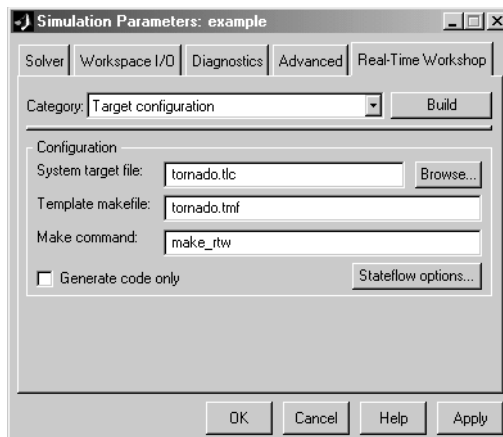 Simulation Parameters: example
Solver Workspace I/O Diagnostics Advanced Real-Time Workshop
Category: Target configuration Build
Configuration
System target file: tornado.tlc Browse...
Template makefile: tornado.tmf
Make command: make_rtw
Generate code only Stateflow options...
OK Cancel Help Apply